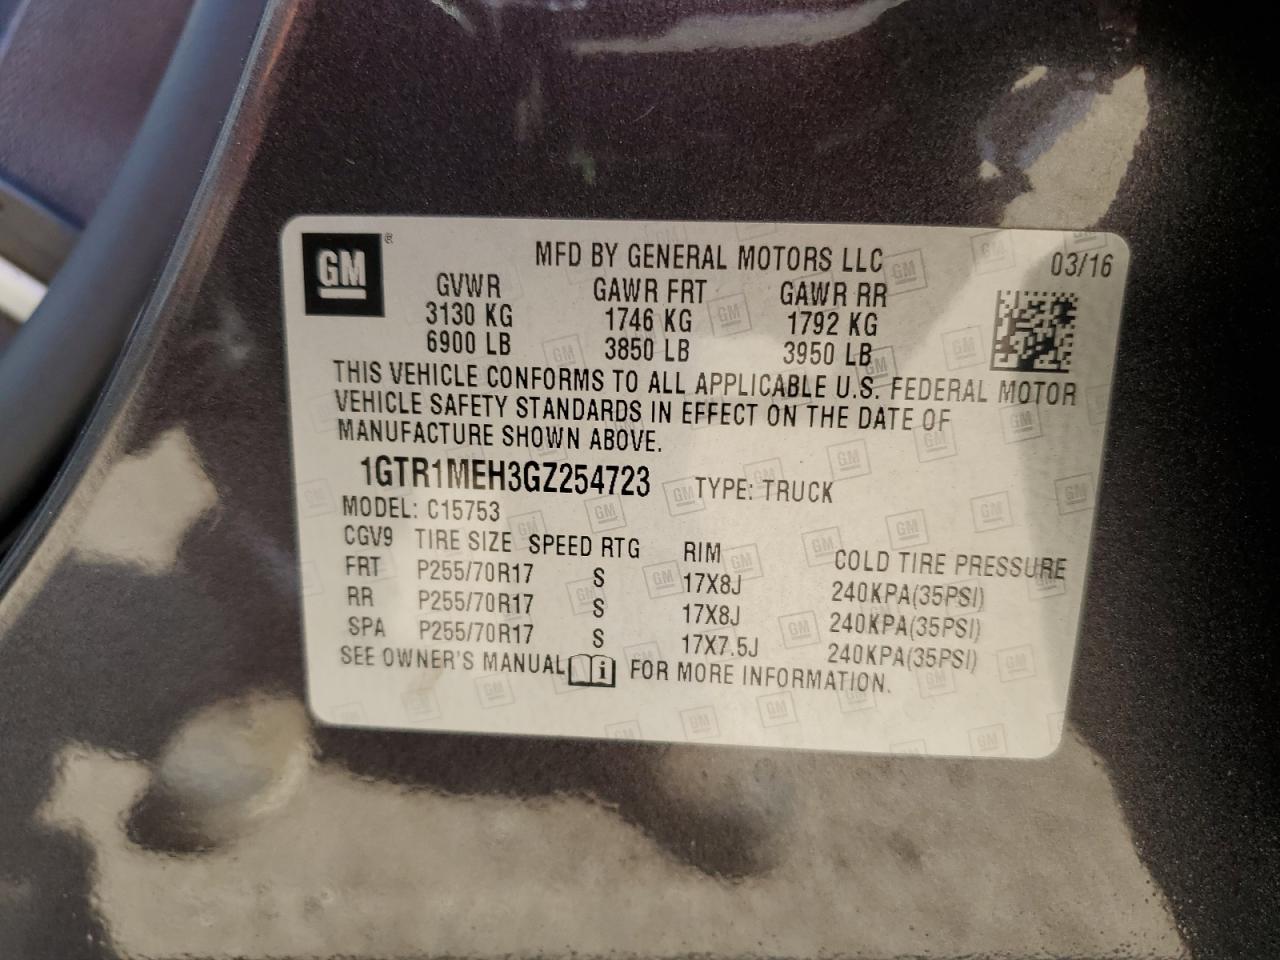 GM ®
MFD BY GENERAL MOTORS LLC 03/16
GVWR GAWR FRT GAWR RR
3130 KG 1746 KG 1792 KG
6900 LB 3850 LB 3950 LB
THIS VEHICLE CONFORMS TO ALL APPLICABLE U.S. FEDERAL MOTOR
VEHICLE SAFETY STANDARDS IN EFFECT ON THE DATE OF
MANUFACTURE SHOWN ABOVE.
1GTR1MEH3GZ254723 TYPE: TRUCK
MODEL: C15753
CGV9 TIRE SIZE SPEED RTG RIM COLD TIRE PRESSURE
FRT P255/70R17 S 17X8J 240KPA(35PSI)
RR P255/70R17 S 17X8J 240KPA(35PSI)
SPA P255/70R17 S 17X7.5J 240KPA(35PSI)
SEE OWNER'S MANUAL i FOR MORE INFORMATION.